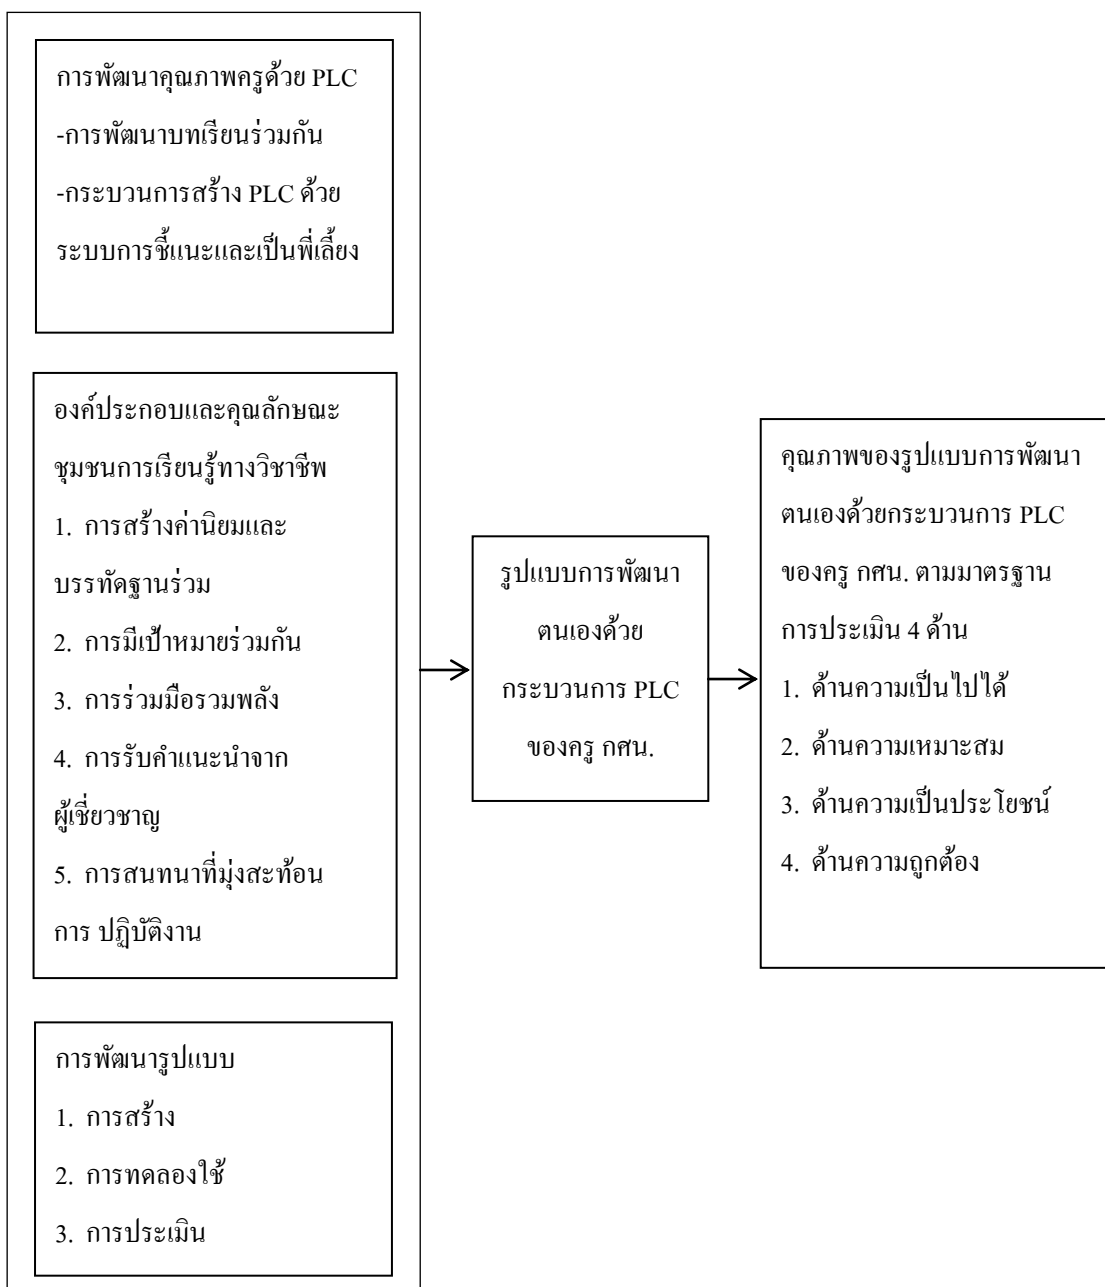 การพัฒนาคุณภาพครูด้วย PLC
-การพัฒนาบทเรียนร่วมกัน
-กระบวนการสร้าง PLC ด้วย
ระบบการชี้แนะและเป็นพี่เลี้ยง
องค์ประกอบและคุณลักษณะ
ชุมชนการเรียนรู้ทางวิชาชีพ
1. การสร้างค่านิยมและ
บรรทัดฐานร่วม
2. การมีเป้าหมายร่วมกัน
3. การร่วมมือรวมพลัง
4. การรับคำแนะนำจาก
ผู้เชี่ยวชาญ
5. การสนทนาที่มุ่งสะท้อน
การ ปฏิบัติงาน
การพัฒนารูปแบบ
1. การสร้าง
2. การทดลองใช้
3. การประเมิน
รูปแบบการพัฒนา
ตนเองด้วย
กระบวนการ PLC
ของครู กศน.
คุณภาพของรูปแบบการพัฒนา
ตนเองด้วยกระบวนการ PLC
ของครู กศน. ตามมาตรฐาน
การประเมิน 4 ด้าน
1. ด้านความเป็นไปได้
2. ด้านความเหมาะสม
3. ด้านความเป็นประโยชน์
4. ด้านความถูกต้อง